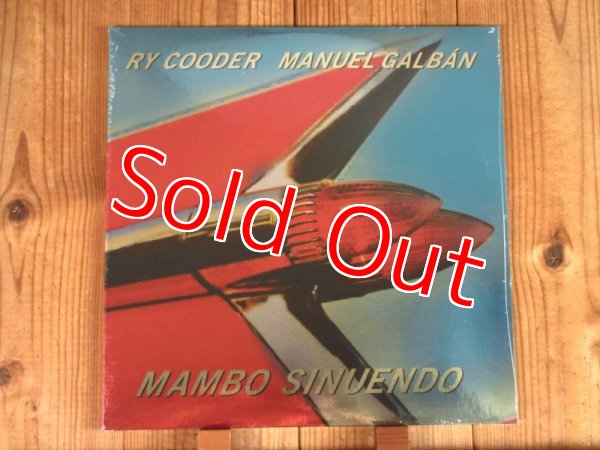 RY COODER MANUEL GALBÁN
Sold Out
MAMBO SINUENDO